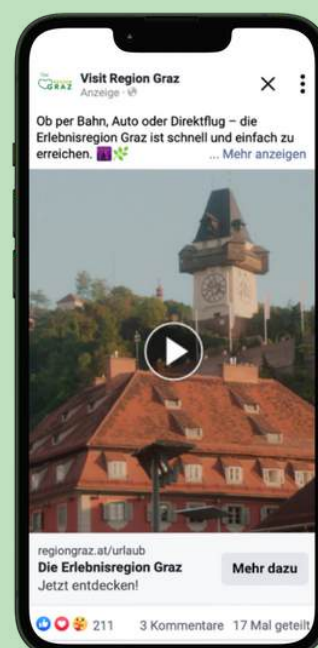 GRAZ
Visit Region Graz
Anzeige ·
Ob per Bahn, Auto oder Direktflug – die
Erlebnisregion Graz ist schnell und einfach zu
erreichen. 🌆🌿 ... Mehr anzeigen
regiongraz.at/urlaub
Die Erlebnisregion Graz
Jetzt entdecken!
Mehr dazu
211 3 Kommentare 17 Mal geteilt